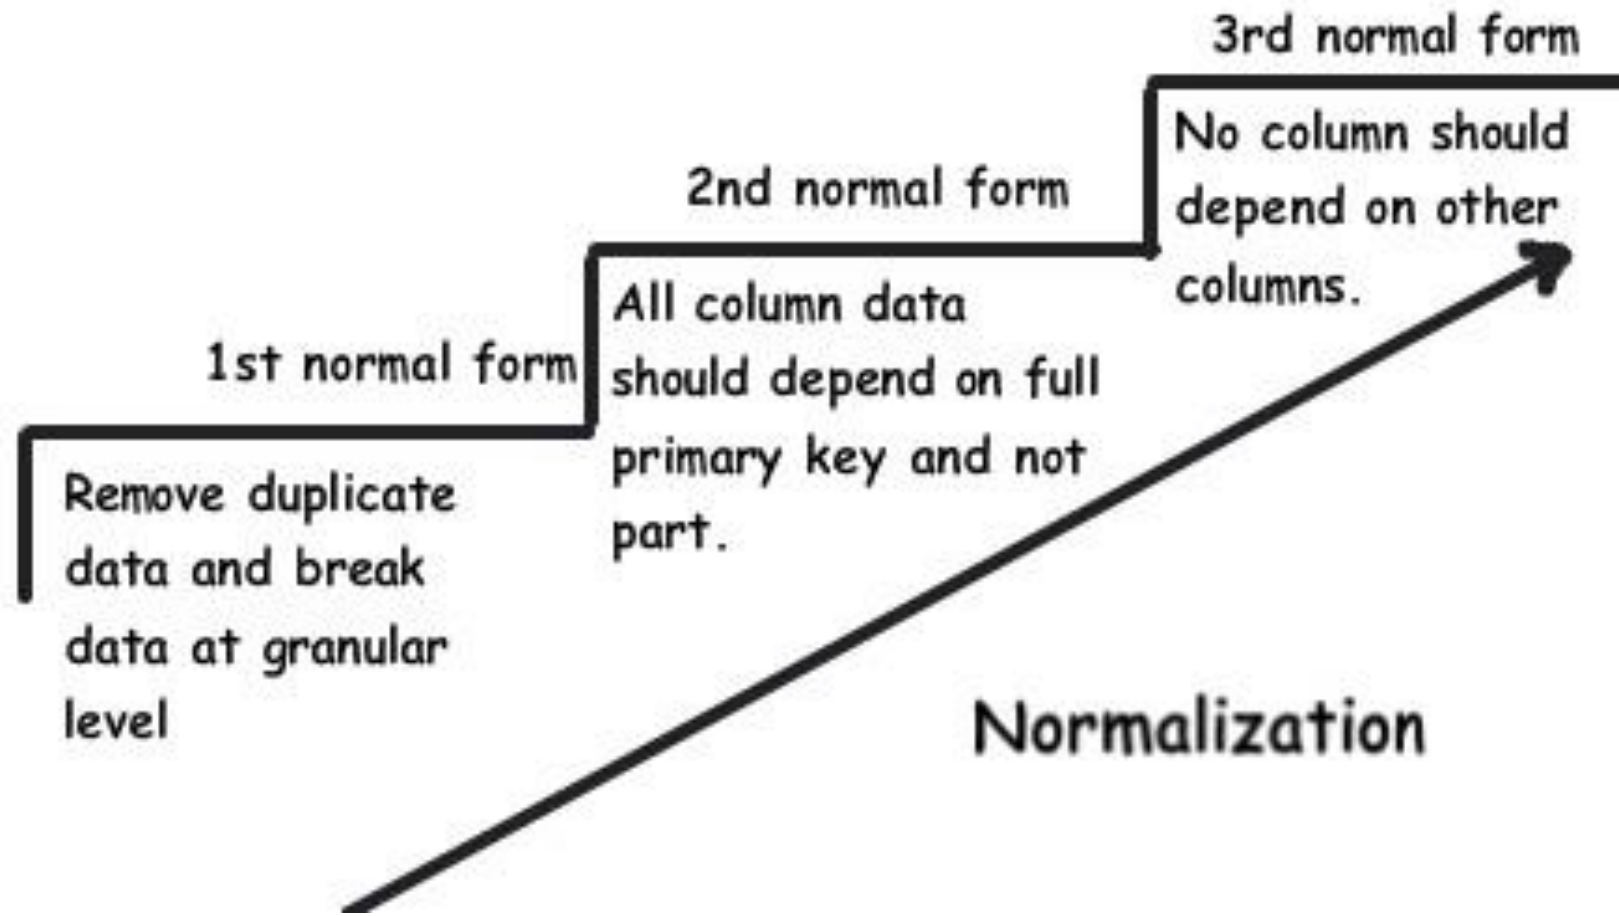 1st normal form
Remove duplicate
data and break
data at granular
level
2nd normal form
All column data
should depend on full
primary key and not
part.
3rd normal form
No column should
depend on other
columns.
Normalization